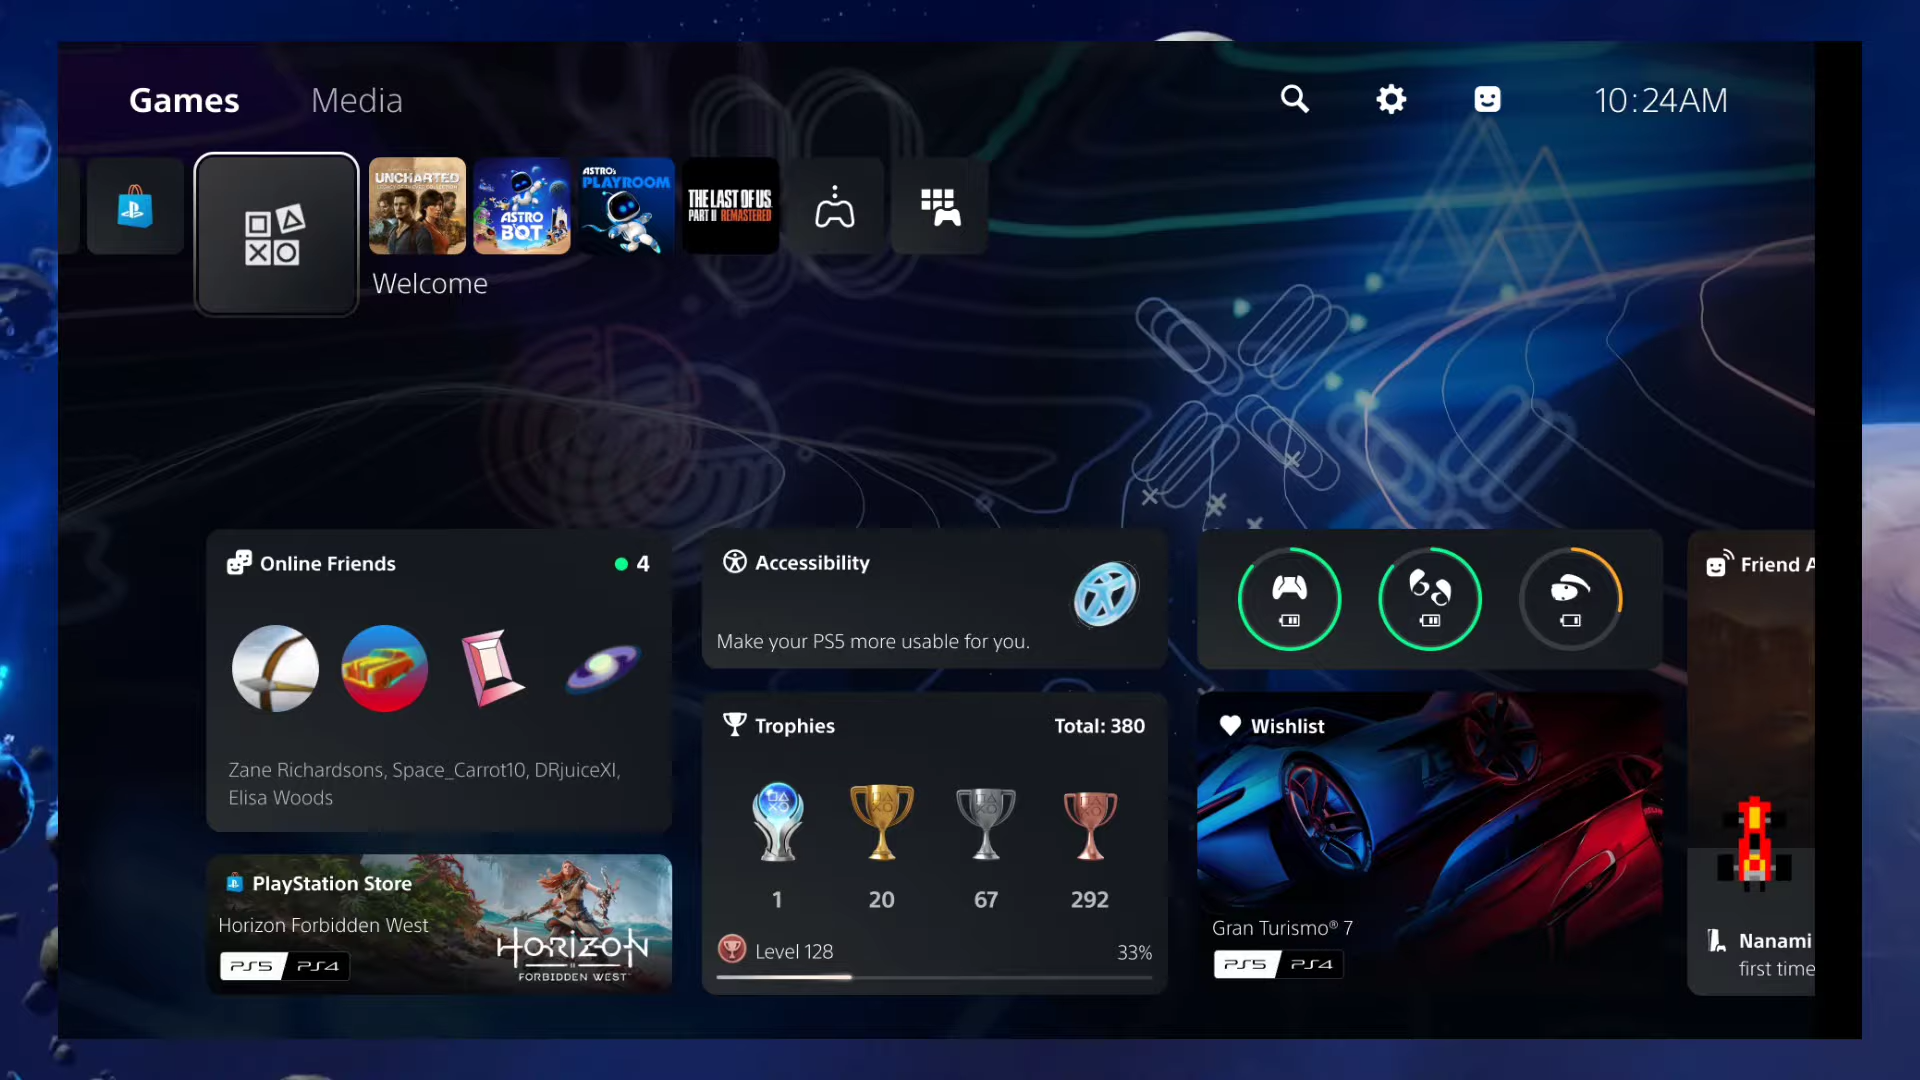 Games
Media
10:24AM
UNCHARTED
ASTRO BOT
ASTRO's PLAYROOM
THE LAST OF US
PART II REMASTERED
Welcome
Online Friends
4
Zane Richardsons, Space_Carrot10, DRjuiceXI,
Elisa Woods
PlayStation Store
Horizon Forbidden West
PS5 PS4
HORIZON
FORBIDDEN WEST
Accessibility
Make your PS5 more usable for you.
Trophies
Total: 380
1
20
67
292
Level 128
33%
Wishlist
Gran Turismo® 7
PS5 PS4
Friend A
Nanami
first time